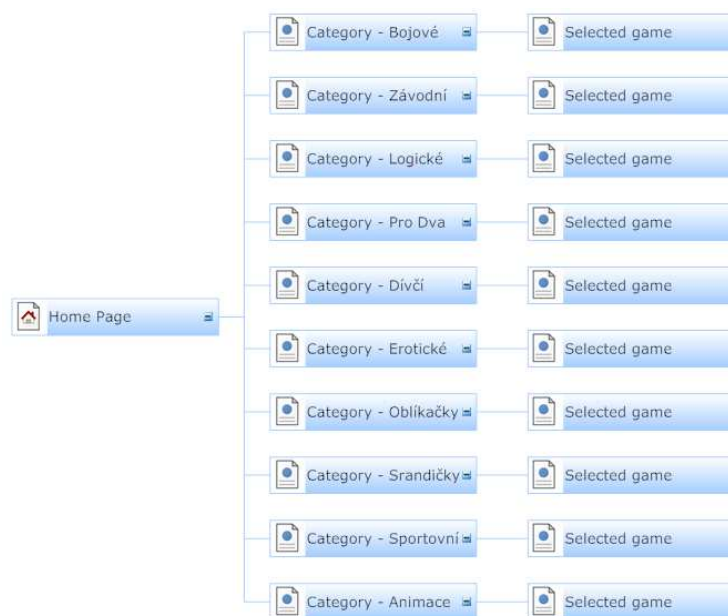 Category - Bojové
Selected game
Category - Závodní
Selected game
Category - Logické
Selected game
Category - Pro Dva
Selected game
Category - Dívčí
Selected game
Home Page
Category - Erotické
Selected game
Category - Oblíkačky
Selected game
Category - Srandičky
Selected game
Category - Sportovní
Selected game
Category - Animace
Selected game